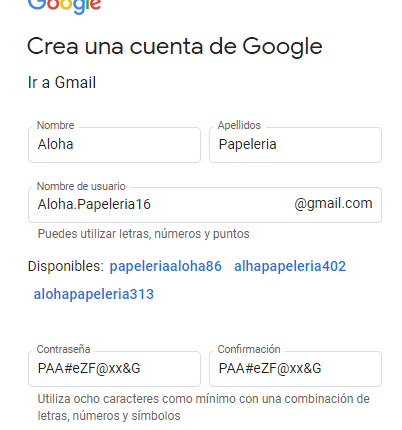 Google
Crea una cuenta de Google
Ir a Gmail
Nombre Apellidos
Aloha Papeleria
Nombre de usuario
Aloha.Papeleria16 @gmail.com
Puedes utilizar letras, números y puntos
Disponibles: papeleriaaloha86 alhapapeleria402
alohapapeleria313
Contraseña Confirmación
PAA#eZF@xx&G PAA#eZF@xx&G
Utiliza ocho caracteres como mínimo con una combinación de
letras, números y símbolos